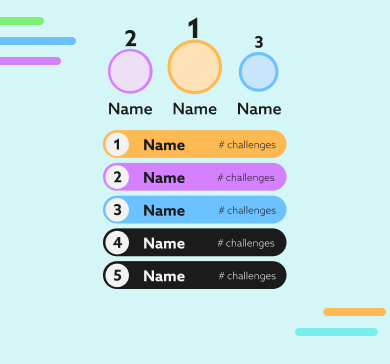 2 1 3
Name Name Name
1 Name # challenges
2 Name # challenges
3 Name # challenges
4 Name # challenges
5 Name # challenges